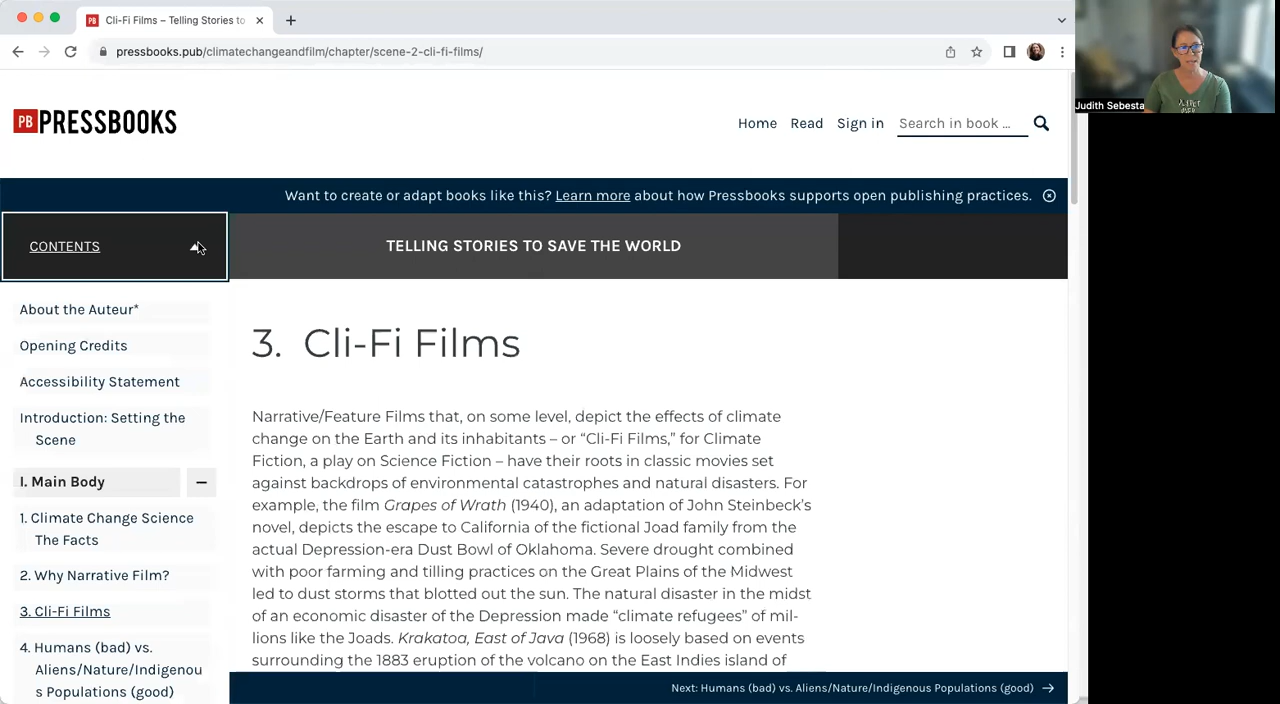 Cli-Fi Films – Telling Stories to
pressbooks.pub/climatechangeandfilm/chapter/scene-2-cli-fi-films/
Judith Sebesta
PB PRESSBOOKS
Home Read Sign in Search in book …
Want to create or adapt books like this? Learn more about how Pressbooks supports open publishing practices.
CONTENTS
TELLING STORIES TO SAVE THE WORLD
About the Auteur*
Opening Credits
Accessibility Statement
Introduction: Setting the
Scene
I. Main Body
1. Climate Change Science
The Facts
2. Why Narrative Film?
3. Cli-Fi Films
4. Humans (bad) vs.
Aliens/Nature/Indigenou
s Populations (good)
3. Cli-Fi Films
Narrative/Feature Films that, on some level, depict the effects of climate
change on the Earth and its inhabitants – or “Cli-Fi Films,” for Climate
Fiction, a play on Science Fiction – have their roots in classic movies set
against backdrops of environmental catastrophes and natural disasters. For
example, the film Grapes of Wrath (1940), an adaptation of John Steinbeck’s
novel, depicts the escape to California of the fictional Joad family from the
actual Depression-era Dust Bowl of Oklahoma. Severe drought combined
with poor farming and tilling practices on the Great Plains of the Midwest
led to dust storms that blotted out the sun. The natural disaster in the midst
of an economic disaster of the Depression made “climate refugees” of mil-
lions like the Joads. Krakatoa, East of Java (1968) is loosely based on events
surrounding the 1883 eruption of the volcano on the East Indies island of
Next: Humans (bad) vs. Aliens/Nature/Indigenous Populations (good)